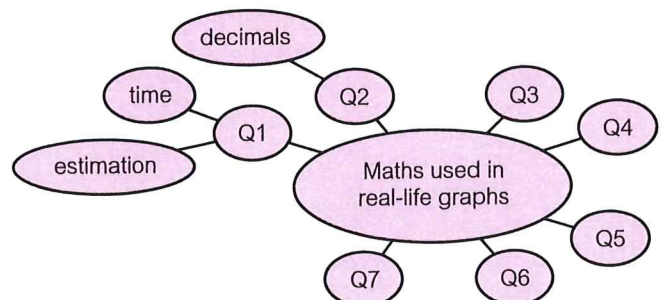 decimals
time
Q2
Q3
Q1
Q4
estimation
Maths used in
real-life graphs
Q5
Q7
Q6